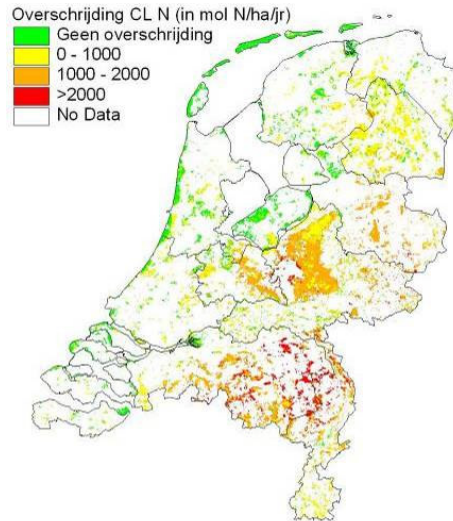 Overschrijding CL N (in mol N/ha/jr)
Geen overschrijding
0 - 1000
1000 - 2000
>2000
No Data